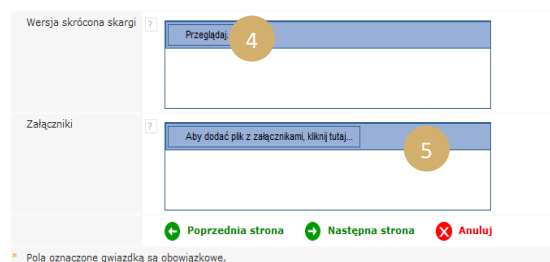 Wersja skrócona skargi ? Przeglądaj. 4
Załączniki ? Aby dodać plik z załącznikami, kliknij tutaj... 5
Poprzednia strona Następna strona Anuluj
* Pola oznaczone gwiazdką są obowiązkowe.